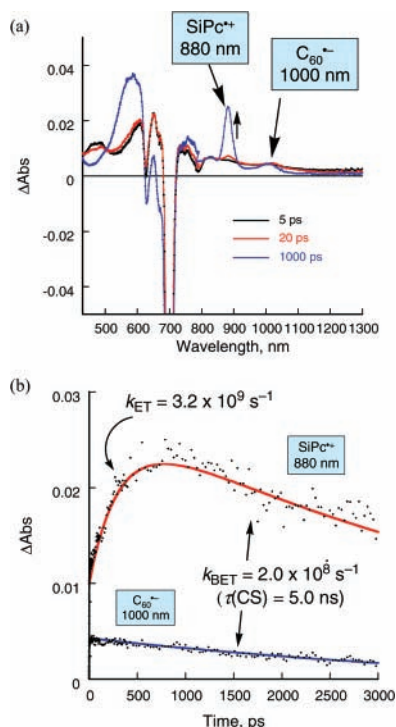 (a)
SiPc•+
880 nm
C60•−
1000 nm
0.04
0.02
0
-0.02
-0.04
ΔAbs
5 ps
20 ps
1000 ps
500 600 700 800 900 1000 1100 1200 1300
Wavelength, nm
(b)
0.03
0.02
0.01
0
ΔAbs
kET = 3.2 x 10⁹ s⁻¹
SiPc•+
880 nm
kBET = 2.0 x 10⁸ s⁻¹
(τ(CS) = 5.0 ns)
C60•−
1000 nm
0 500 1000 1500 2000 2500 3000
Time, ps